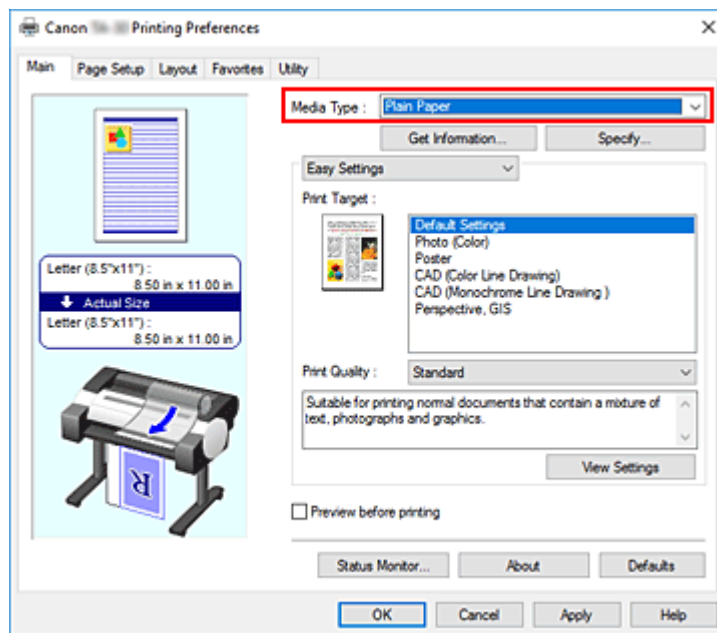 Canon Printing Preferences
Main Page Setup Layout Favorites Utility
Media Type : Plain Paper
Get Information... Specify...
Easy Settings
Print Target :
Default Settings
Photo (Color)
Poster
CAD (Color Line Drawing)
CAD (Monochrome Line Drawing )
Perspective, GIS
Letter (8.5"x11") :
8.50 in x 11.00 in
Actual Size
Letter (8.5"x11") :
8.50 in x 11.00 in
R
Print Quality : Standard
Suitable for printing normal documents that contain a mixture of
text, photographs and graphics.
View Settings
Preview before printing
Status Monitor... About Defaults
OK Cancel Apply Help